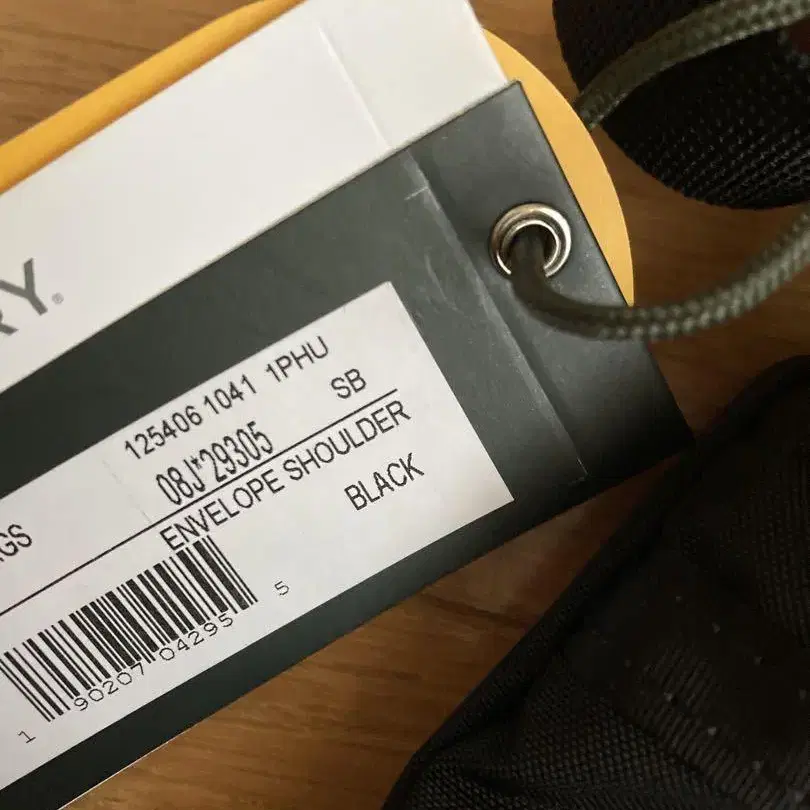 RY®
125406 1041 1PHU
08J*29305 SB
GS ENVELOPE SHOULDER
BLACK
1 90207 04295 5